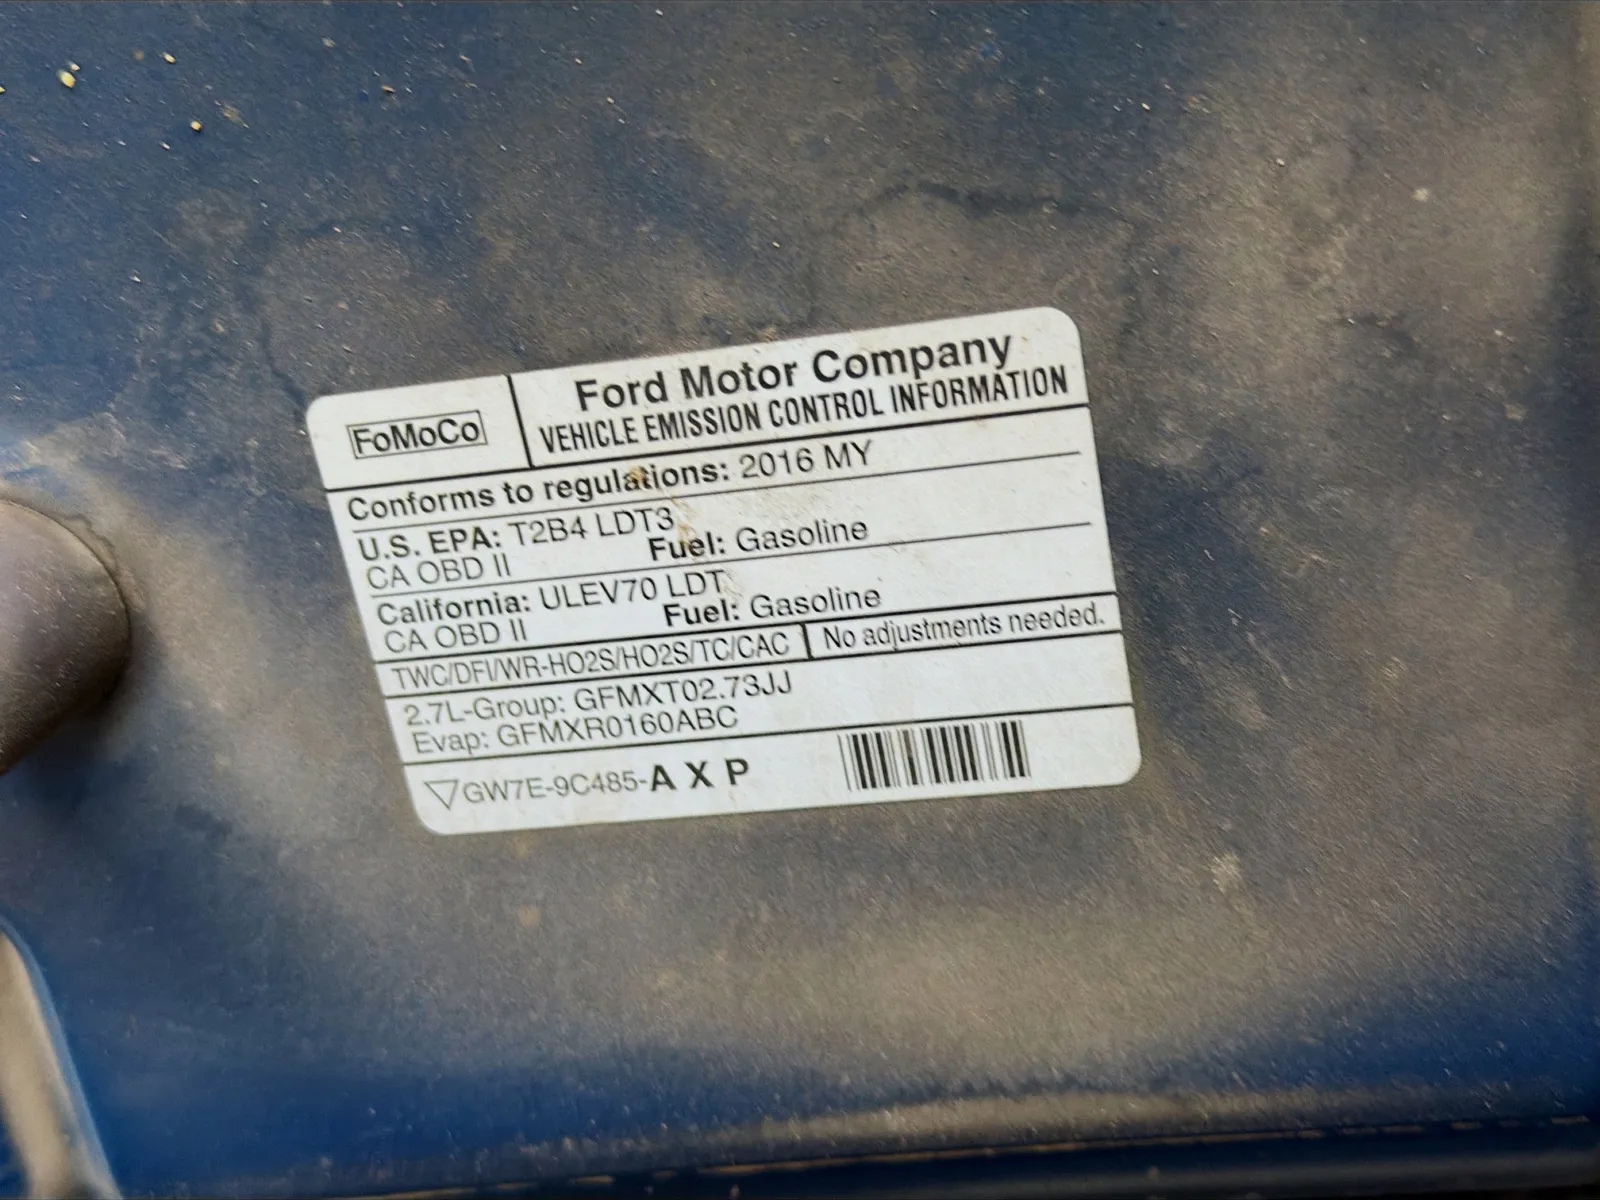 FoMoCo
Ford Motor Company
VEHICLE EMISSION CONTROL INFORMATION
Conforms to regulations: 2016 MY
U.S. EPA: T2B4 LDT3
CA OBD II Fuel: Gasoline
California: ULEV70 LDT
CA OBD II Fuel: Gasoline
TWC/DFI/WR-HO2S/HO2S/TC/CAC No adjustments needed.
2.7L-Group: GFMXT02.73JJ
Evap: GFMXR0160ABC
GW7E-9C485-A X P